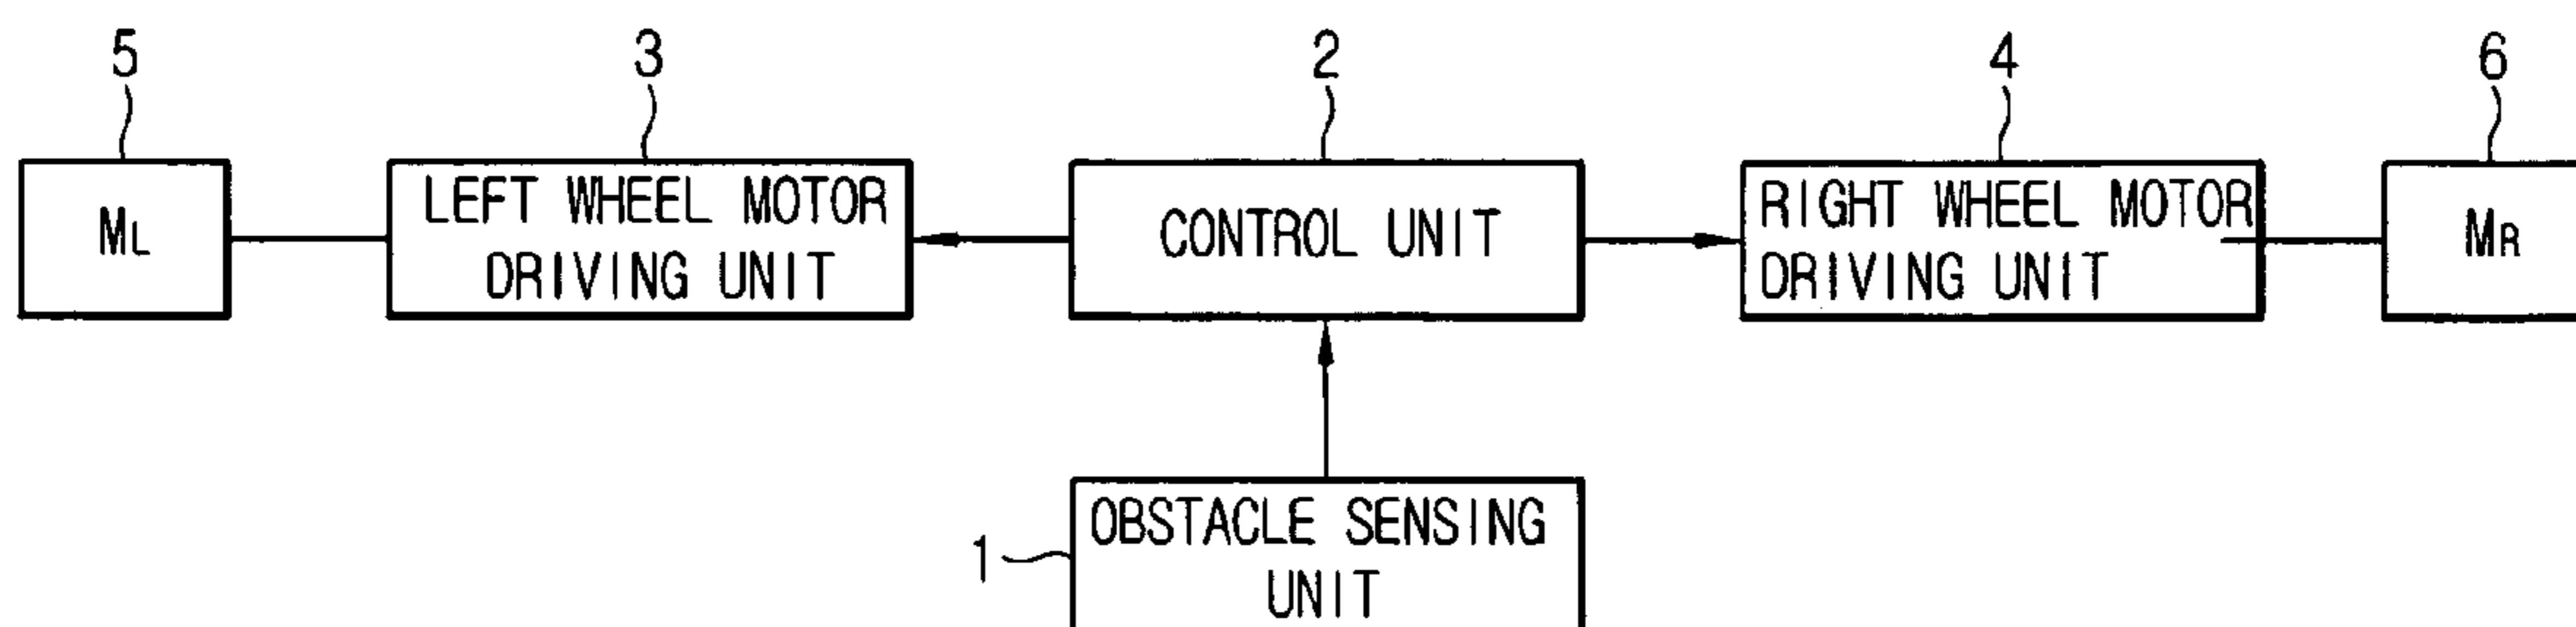 5
3
2
4
6
ML
LEFT WHEEL MOTOR
DRIVING UNIT
CONTROL UNIT
RIGHT WHEEL MOTOR
DRIVING UNIT
MR
1
OBSTACLE SENSING
UNIT